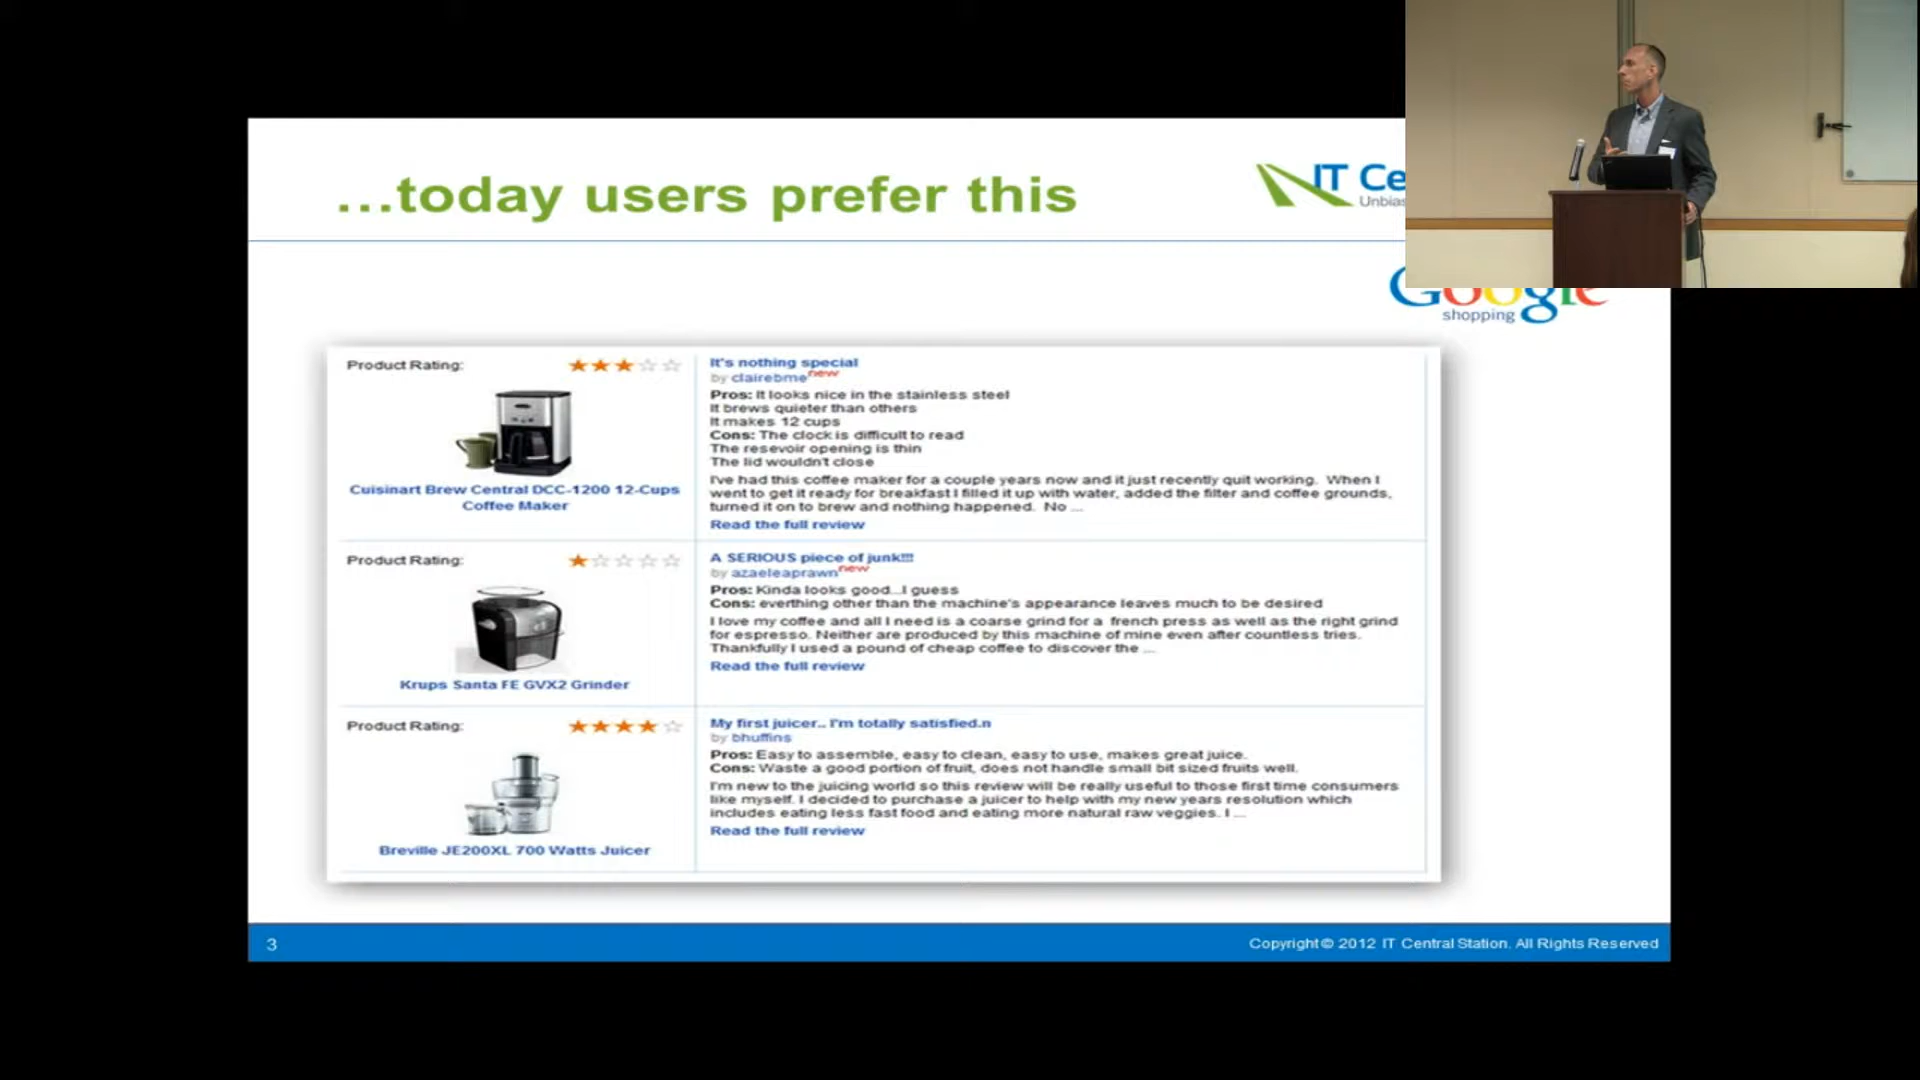 ...today users prefer this
IT Ce
Unbias
Google
shopping
Product Rating:
Cuisinart Brew Central DCC-1200 12-Cups
Coffee Maker
It's nothing special
by clairebme new
Pros: It looks nice in the stainless steel
It brews quieter than others
It makes 12 cups
Cons: The clock is difficult to read
The resevoir opening is thin
The lid wouldn't close
I've had this coffee maker for a couple years now and it just recently quit working. When I
went to get it ready for breakfast I filled it up with water, added the filter and coffee grounds,
turned it on to brew and nothing happened. No ...
Read the full review
Product Rating:
Krups Santa FE GVX2 Grinder
A SERIOUS piece of junk!!!
by azaeleaprawn new
Pros: Kinda looks good...I guess
Cons: everthing other than the machine's appearance leaves much to be desired
I love my coffee and all I need is a coarse grind for a french press as well as the right grind
for espresso. Neither are produced by this machine of mine even after countless tries.
Thankfully I used a pound of cheap coffee to discover the ...
Read the full review
Product Rating:
Breville JE200XL 700 Watts Juicer
My first juicer.. I'm totally satisfied.n
by bhuffins
Pros: Easy to assemble, easy to clean, easy to use, makes great juice.
Cons: Waste a good portion of fruit, does not handle small bit sized fruits well.
I'm new to the juicing world so this review will be really useful to those first time consumers
like myself. I decided to purchase a juicer to help with my new years resolution which
includes eating less fast food and eating more natural raw veggies. I ...
Read the full review
3
Copyright © 2012 IT Central Station. All Rights Reserved